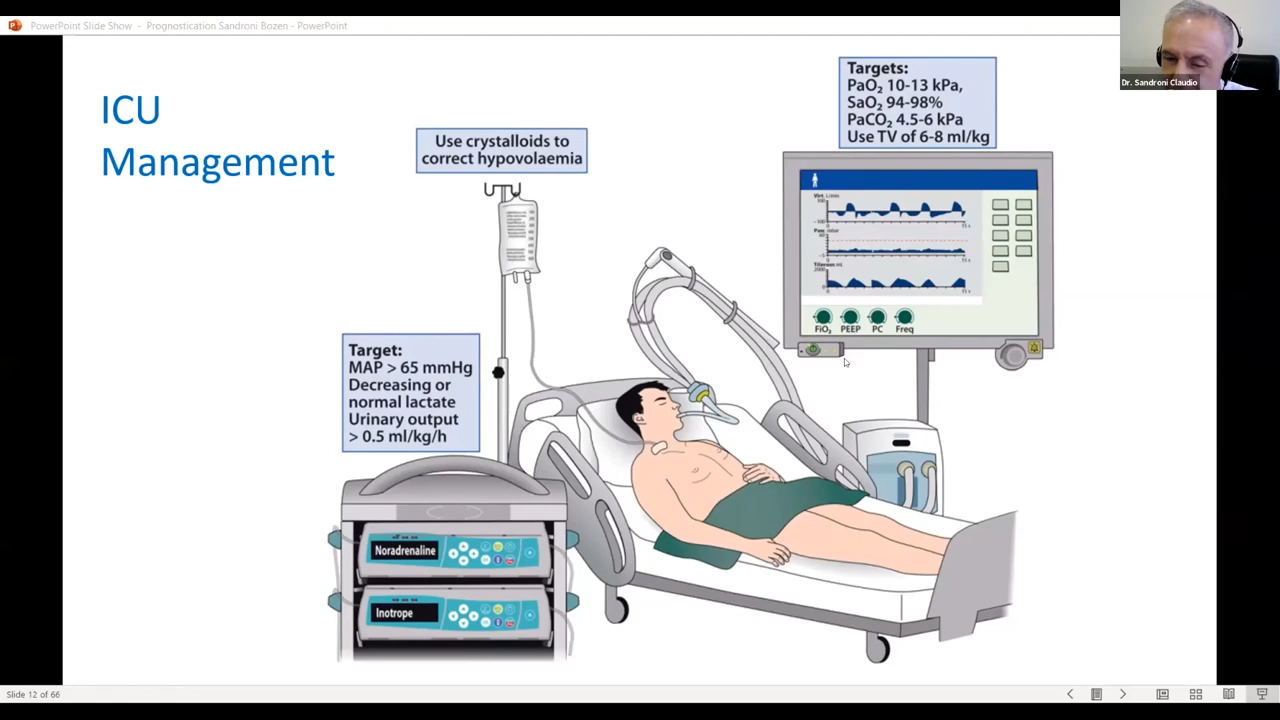 PowerPoint Slide Show - Prognostication Sandroni Bozen - PowerPoint
Dr. Sandroni Claudio
ICU
Management
Use crystalloids to
correct hypovolaemia
Targets:
PaO₂ 10-13 kPa,
SaO₂ 94-98%
PaCO₂ 4.5-6 kPa
Use TV of 6-8 ml/kg
FiO₂ PEEP PC Freq
Target:
MAP > 65 mmHg
Decreasing or
normal lactate
Urinary output
> 0.5 ml/kg/h
Noradrenaline
Inotrope
Slide 12 of 66